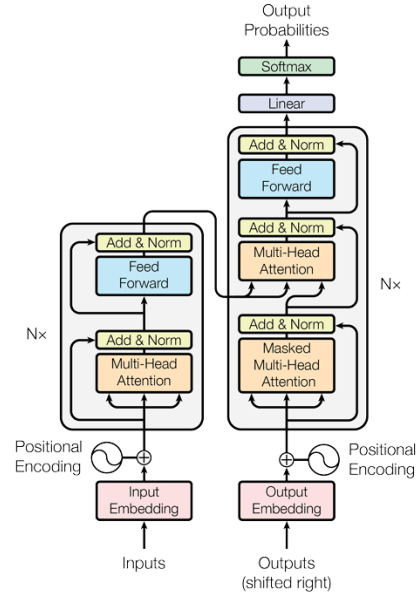 Output
Probabilities
Softmax
Linear
Add & Norm
Feed
Forward
Add & Norm
Multi-Head
Attention
Nx
Add & Norm
Masked
Multi-Head
Attention
Add & Norm
Feed
Forward
Nx
Add & Norm
Multi-Head
Attention
Positional
Encoding
Positional
Encoding
Input
Embedding
Output
Embedding
Inputs
Outputs
(shifted right)